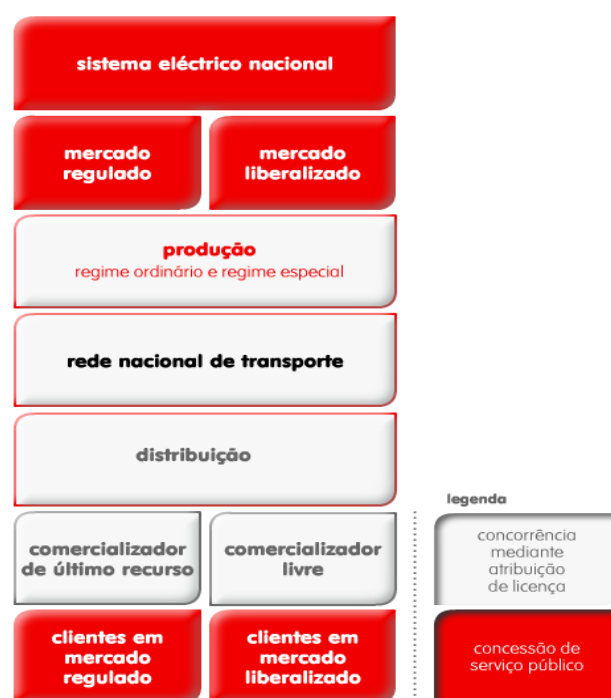 sistema eléctrico nacional
mercado
regulado
mercado
liberalizado
produção
regime ordinário e regime especial
rede nacional de transporte
distribuição
comercializador
de último recurso
comercializador
livre
clientes em
mercado
regulado
clientes em
mercado
liberalizado
legenda
concorrência
mediante
atribuição
de licença
concessão de
serviço público